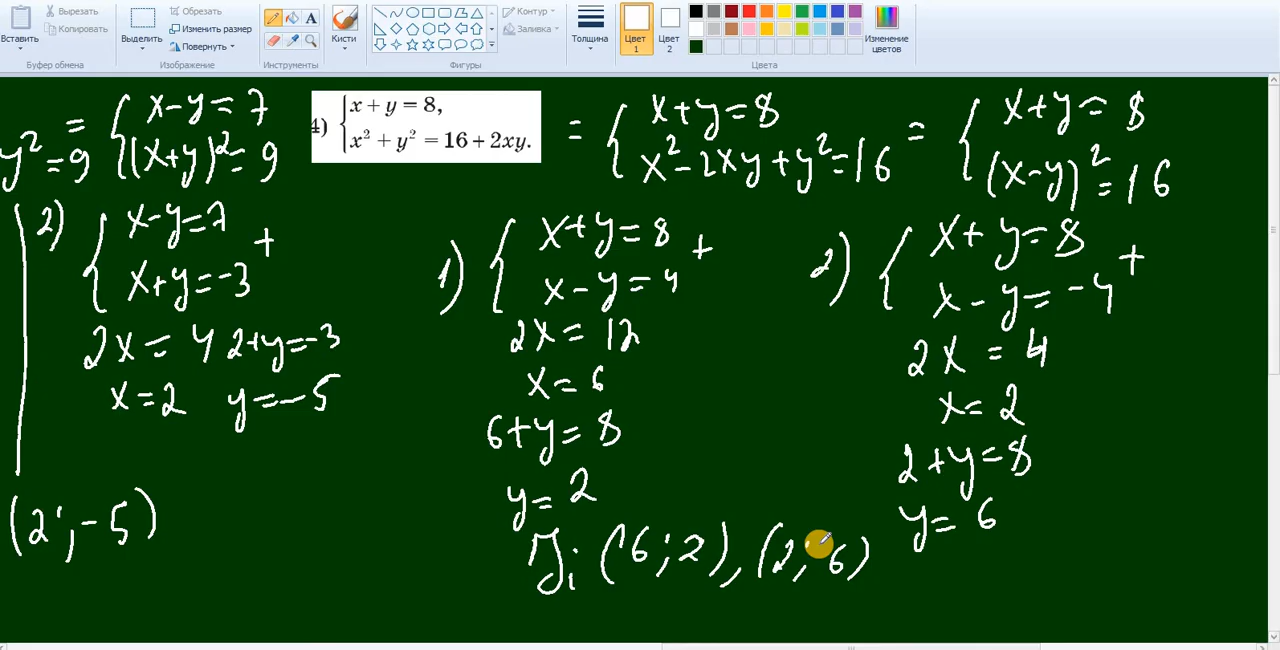 Вставить
Вырезать
Копировать
Буфер обмена
Выделить
Обрезать
Изменить размер
Повернуть
Изображение
A
Инструменты
Кисти
Контур
Заливка
Фигуры
Толщина
Цвет 1
Цвет 2
Изменение цветов
Цвета
y² = 9
= { x - y = 7
(x+y)² = 9
4) { x + y = 8,
x² + y² = 16 + 2xy.
= { x + y = 8
x² - 2xy + y² = 16
= { x + y = 8
(x-y)² = 16
2) { x - y = 7 +
x + y = -3
2x = 4 2+y = -3
x = 2 y = -5
(2; -5)
1) { x + y = 8 +
x - y = 4
2x = 12
x = 6
6 + y = 8
y = 2
2) { x + y = 8 +
x - y = -4
2x = 4
x = 2
2 + y = 8
y = 6
(6; 2), (2; 6)